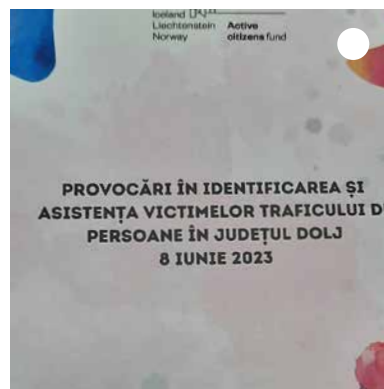 Iceland
Liechtenstein Active
Norway citizens fund
PROVOCĂRI ÎN IDENTIFICAREA ȘI
ASISTENȚA VICTIMELOR TRAFICULUI D
PERSOANE ÎN JUDEȚUL DOLJ
8 IUNIE 2023